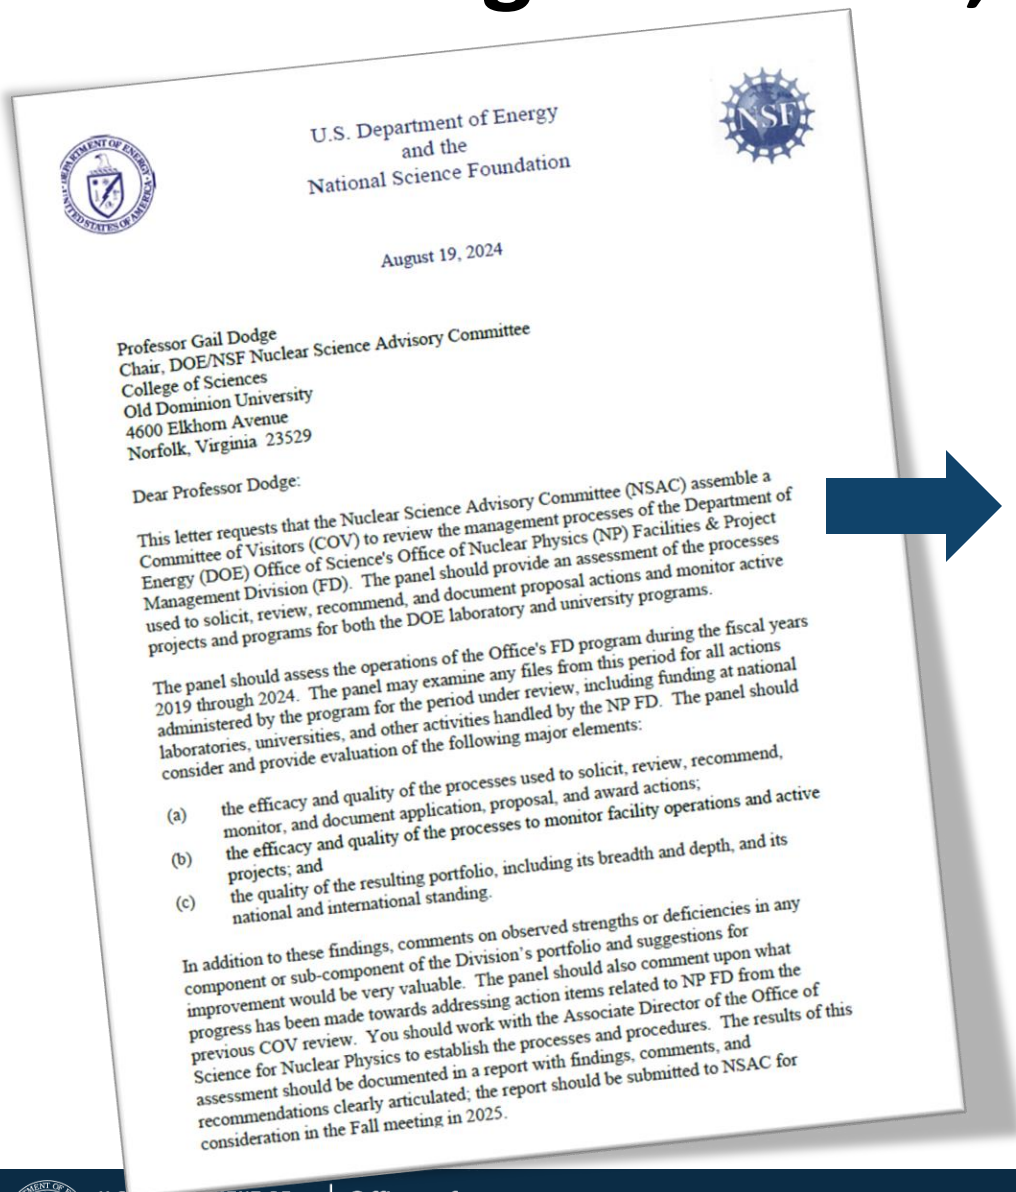 U.S. Department of Energy
and the
National Science Foundation
DEPARTMENT OF ENERGY
UNITED STATES OF AMERICA
NSF
August 19, 2024
Professor Gail Dodge
Chair, DOE/NSF Nuclear Science Advisory Committee
College of Sciences
Old Dominion University
4600 Elkhorn Avenue
Norfolk, Virginia 23529
Dear Professor Dodge:
This letter requests that the Nuclear Science Advisory Committee (NSAC) assemble a
Committee of Visitors (COV) to review the management processes of the Department of
Energy (DOE) Office of Science's Office of Nuclear Physics (NP) Facilities & Project
Management Division (FD). The panel should provide an assessment of the processes
used to solicit, review, recommend, and document proposal actions and monitor active
projects and programs for both the DOE laboratory and university programs.
The panel should assess the operations of the Office's FD program during the fiscal years
2019 through 2024. The panel may examine any files from this period for all actions
administered by the program for the period under review, including funding at national
laboratories, universities, and other activities handled by the NP FD. The panel should
consider and provide evaluation of the following major elements:
(a) the efficacy and quality of the processes used to solicit, review, recommend,
monitor, and document application, proposal, and award actions;
(b) the efficacy and quality of the processes to monitor facility operations and active
projects; and
(c) the quality of the resulting portfolio, including its breadth and depth, and its
national and international standing.
In addition to these findings, comments on observed strengths or deficiencies in any
component or sub-component of the Division's portfolio and suggestions for
improvement would be very valuable. The panel should also comment upon what
progress has been made towards addressing action items related to NP FD from the
previous COV review. You should work with the Associate Director of the Office of
Science for Nuclear Physics to establish the processes and procedures. The results of this
assessment should be documented in a report with findings, comments, and
recommendations clearly articulated; the report should be submitted to NSAC for
consideration in the Fall meeting in 2025.